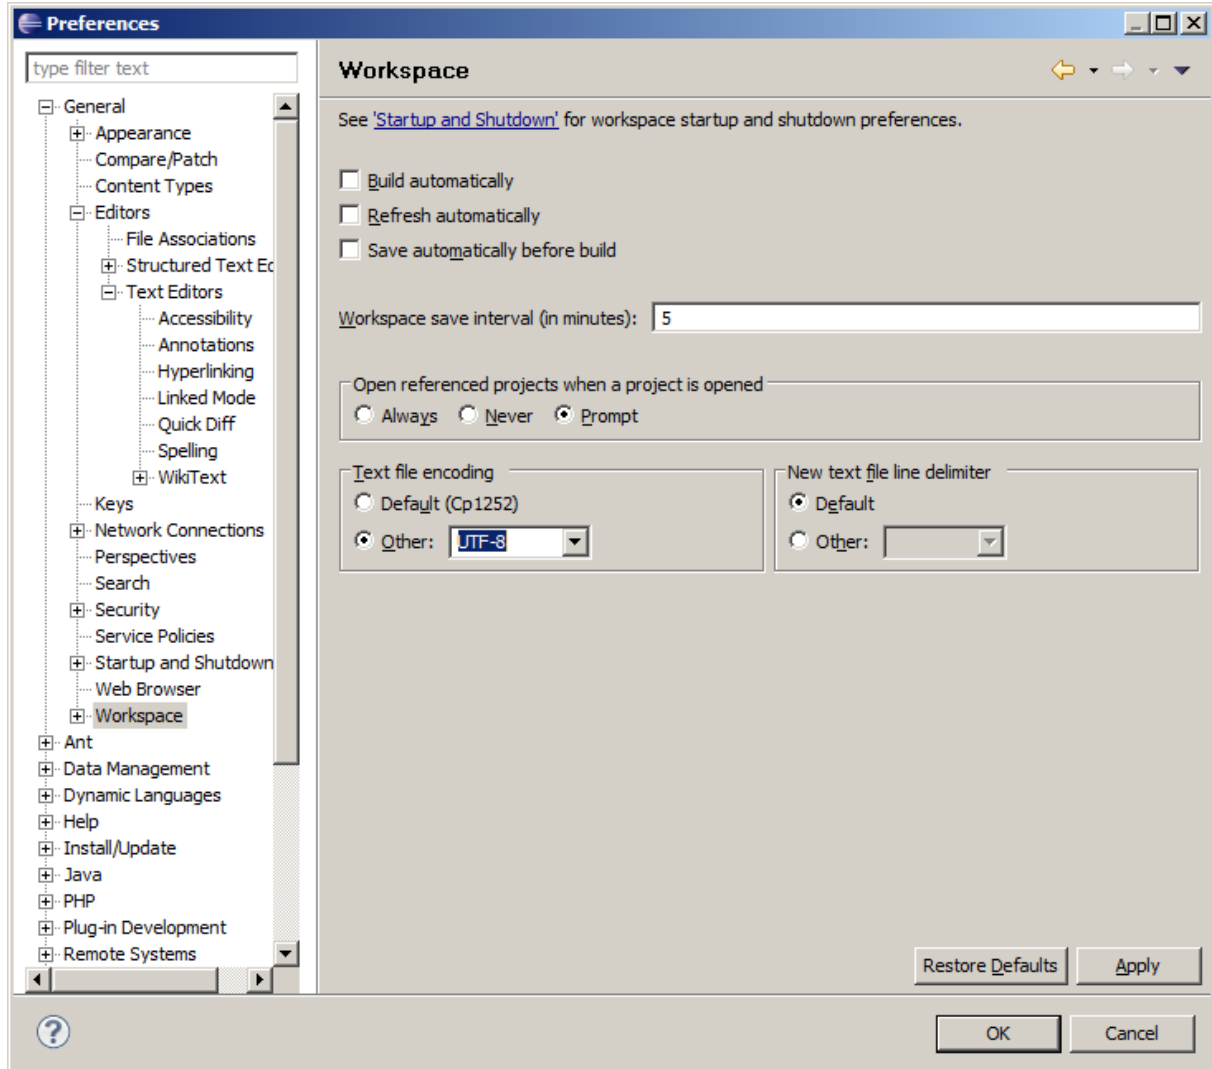 Preferences
type filter text
General
Appearance
Compare/Patch
Content Types
Editors
File Associations
Structured Text Ec
Text Editors
Accessibility
Annotations
Hyperlinking
Linked Mode
Quick Diff
Spelling
WikiText
Keys
Network Connections
Perspectives
Search
Security
Service Policies
Startup and Shutdown
Web Browser
Workspace
Ant
Data Management
Dynamic Languages
Help
Install/Update
Java
PHP
Plug-in Development
Remote Systems
Workspace
See 'Startup and Shutdown' for workspace startup and shutdown preferences.
Build automatically
Refresh automatically
Save automatically before build
Workspace save interval (in minutes): 5
Open referenced projects when a project is opened
Always Never Prompt
Text file encoding
Default (Cp1252)
Other: UTF-8
New text file line delimiter
Default
Other:
Restore Defaults Apply
? OK Cancel